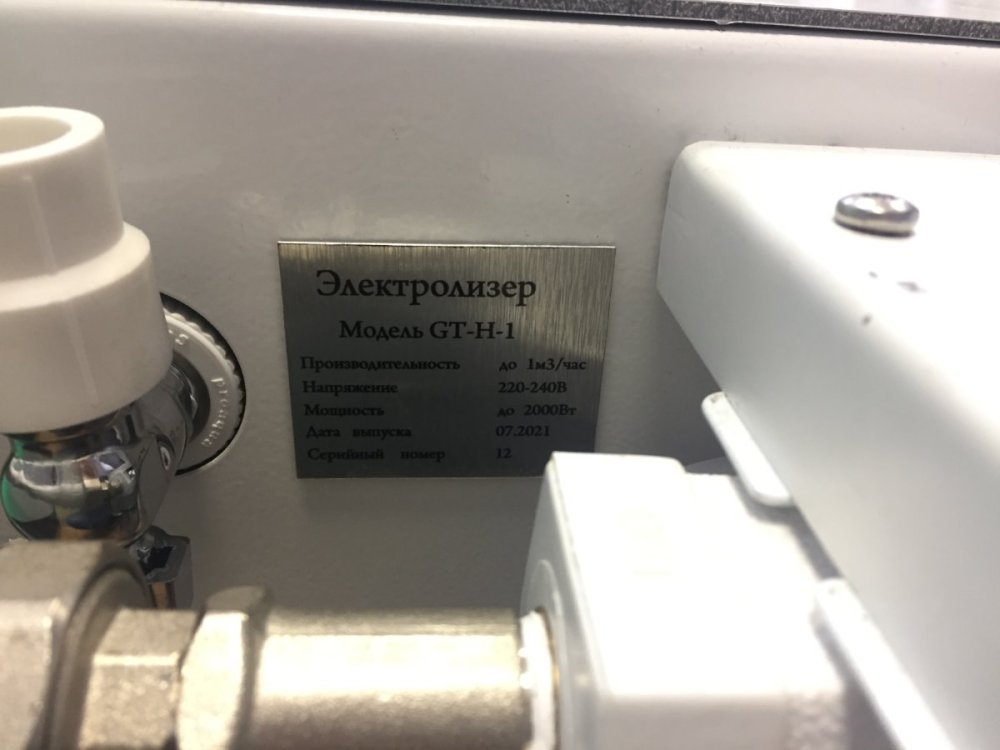 Электролизер
Модель GT-H-1
Производительность до 1м3/час
Напряжение 220-240В
Мощность до 2000Вт
Дата выпуска 07.2021
Серийный номер 12